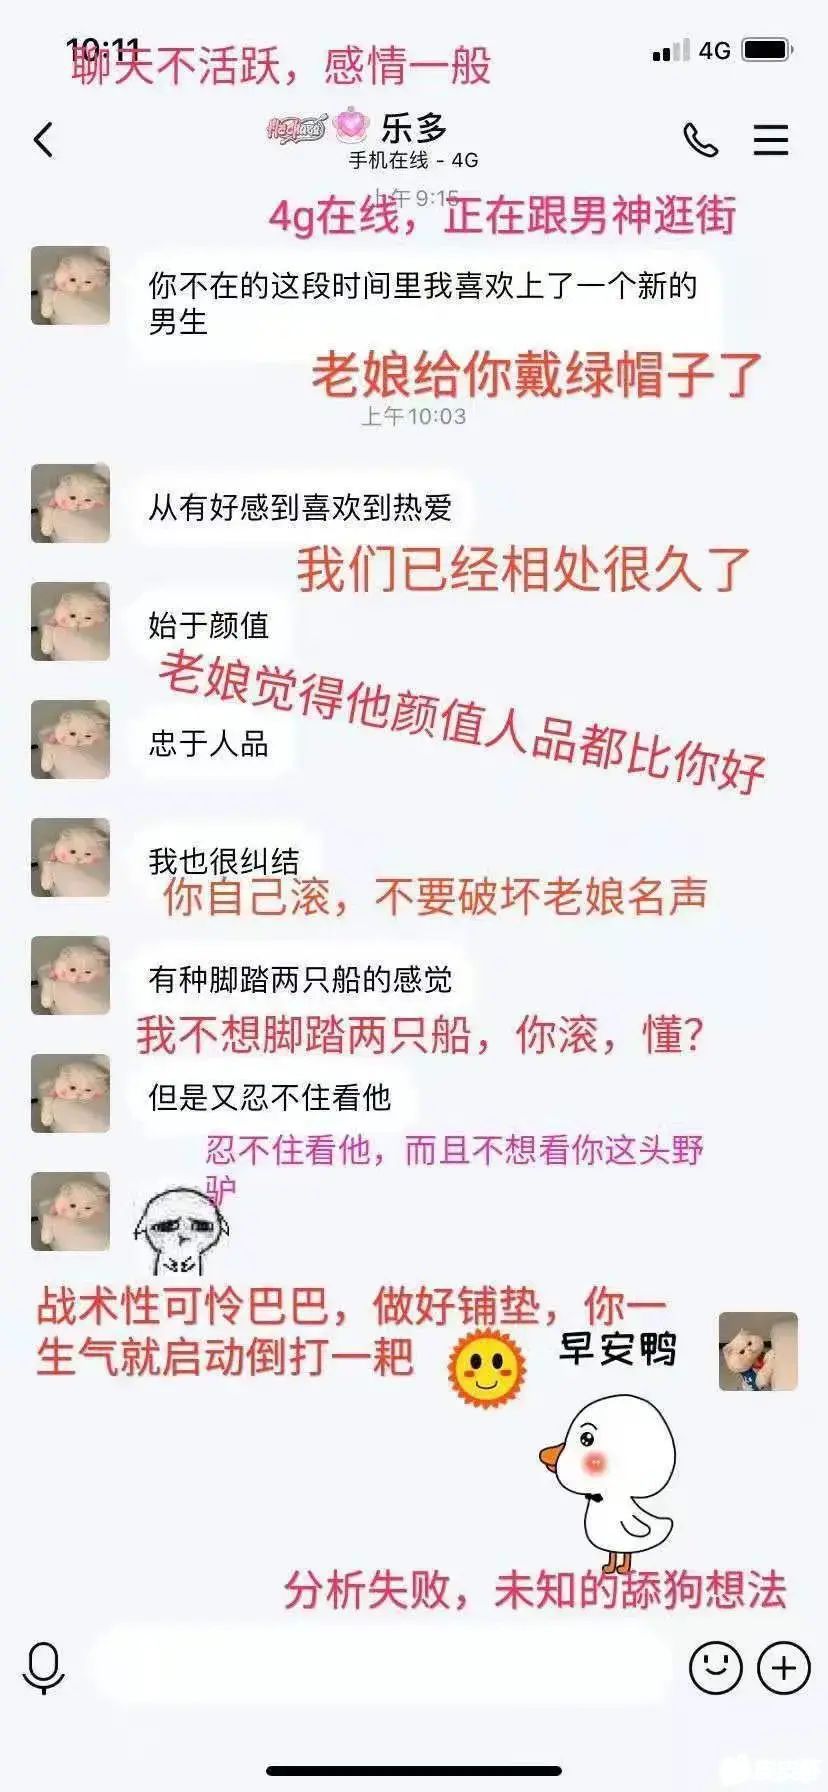 10:11
4G
聊天不活跃，感情一般
乐多
手机在线 - 4G
上午 9:15
4g在线，正在跟男神逛街
你不在的这段时间里我喜欢上了一个新的
男生
老娘给你戴绿帽子了
上午10:03
从有好感到喜欢到热爱
我们已经相处很久了
始于颜值
老娘觉得他颜值人品都比你好
忠于人品
我也很纠结
你自己滚，不要破坏老娘名声
有种脚踏两只船的感觉
我不想脚踏两只船，你滚，懂？
但是又忍不住看他
忍不住看他，而且不想看你这头野
驴
战术性可怜巴巴，做好铺垫，你一
生气就启动倒打一耙
早安鸭
分析失败，未知的舔狗想法